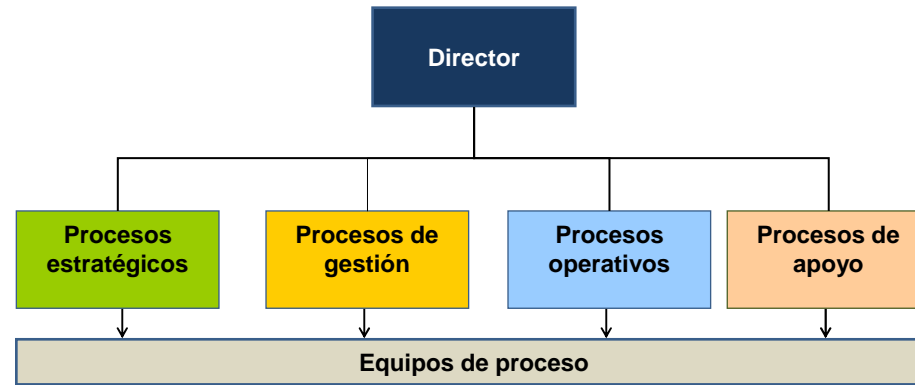 Director
Procesos
estratégicos
Procesos de
gestión
Procesos
operativos
Procesos de
apoyo
Equipos de proceso